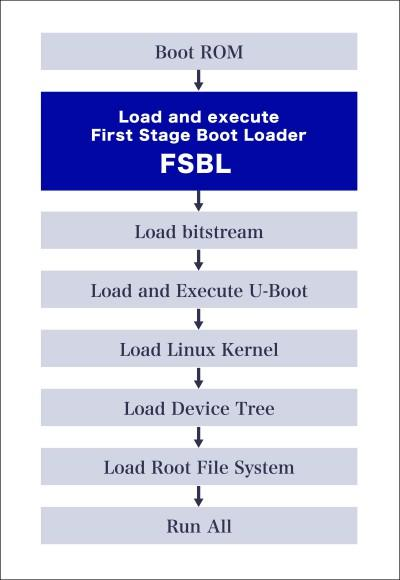 Boot ROM
Load and execute
First Stage Boot Loader
FSBL
Load bitstream
Load and Execute U-Boot
Load Linux Kernel
Load Device Tree
Load Root File System
Run All